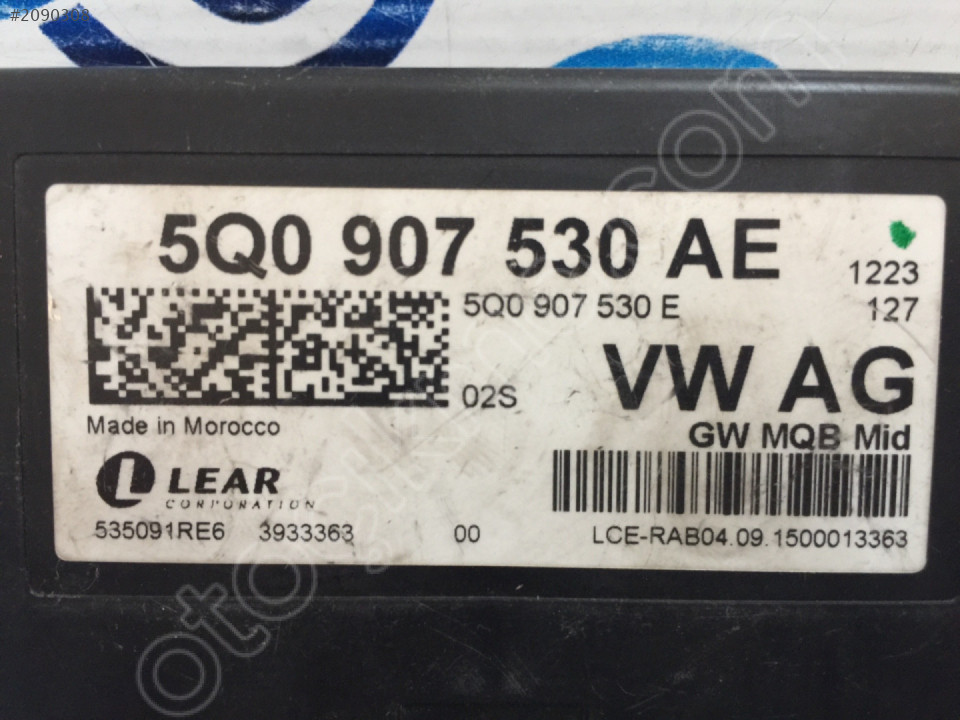 5Q0 907 530 AE
1223
5Q0 907 530 E
127
02S
VW AG
Made in Morocco
GW MQB Mid
LEAR
CORPORATION
535091RE6 3933363 00
LCE-RAB04.09.1500013363